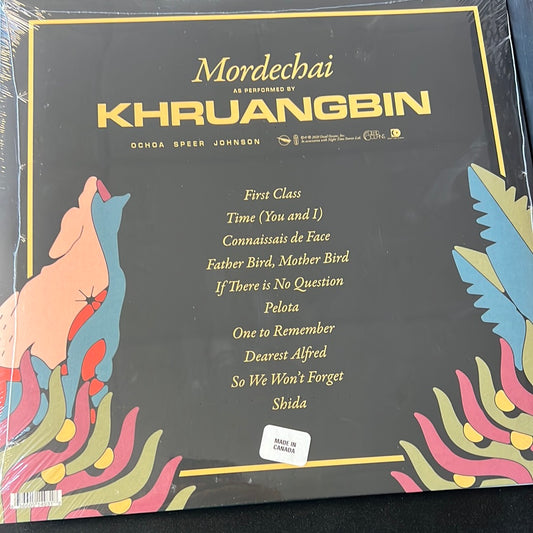 Mordechai
AS PERFORMED BY
KHRUANGBIN
OCHOA SPEER JOHNSON
First Class
Time (You and I)
Connaissais de Face
Father Bird, Mother Bird
If There is No Question
Pelota
One to Remember
Dearest Alfred
So We Won't Forget
Shida
MADE IN
CANADA